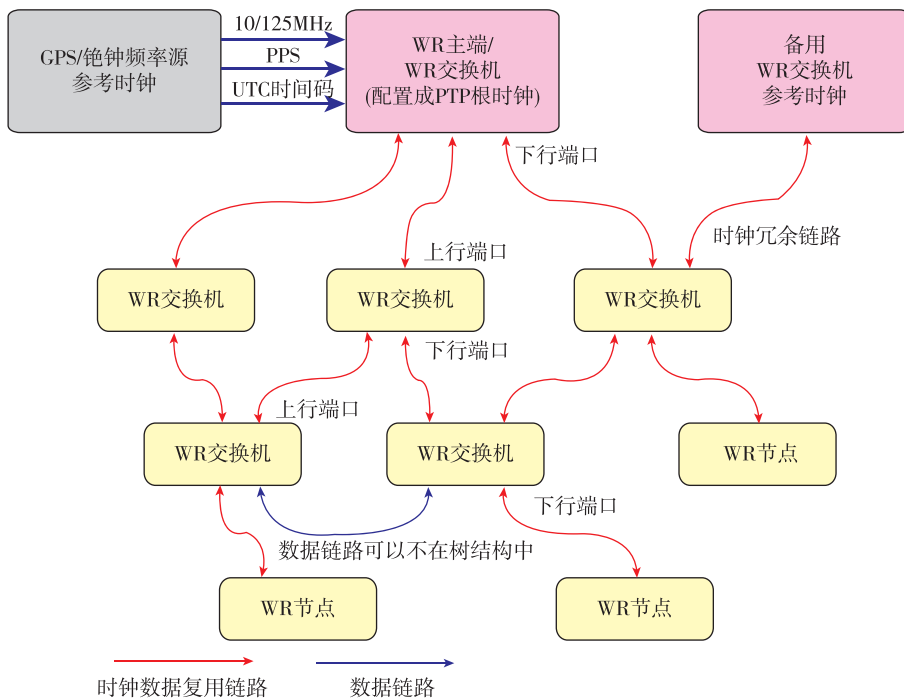 GPS/铯钟频率源
参考时钟
10/125MHz
PPS
UTC时间码
WR主端/
WR交换机
(配置成PTP根时钟)
备用
WR交换机
参考时钟
下行端口
上行端口
时钟冗余链路
WR交换机
WR交换机
WR交换机
下行端口
上行端口
WR交换机
WR交换机
WR节点
下行端口
数据链路可以不在树结构中
WR节点
WR节点
时钟数据复用链路
数据链路